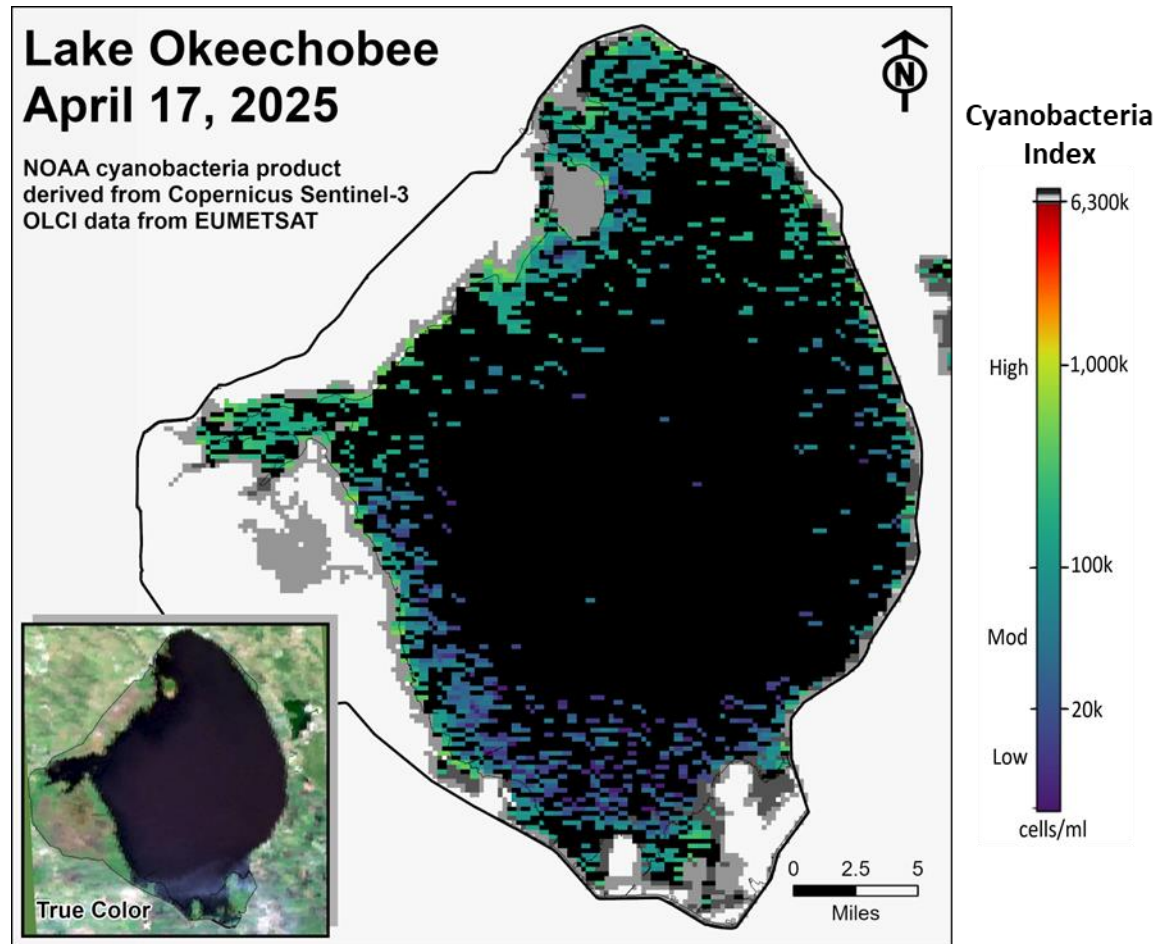 Lake Okeechobee
April 17, 2025
NOAA cyanobacteria product
derived from Copernicus Sentinel-3
OLCI data from EUMETSAT
N
Cyanobacteria
Index
6,300k
High
1,000k
100k
Mod
20k
Low
cells/ml
True Color
0 2.5 5
Miles